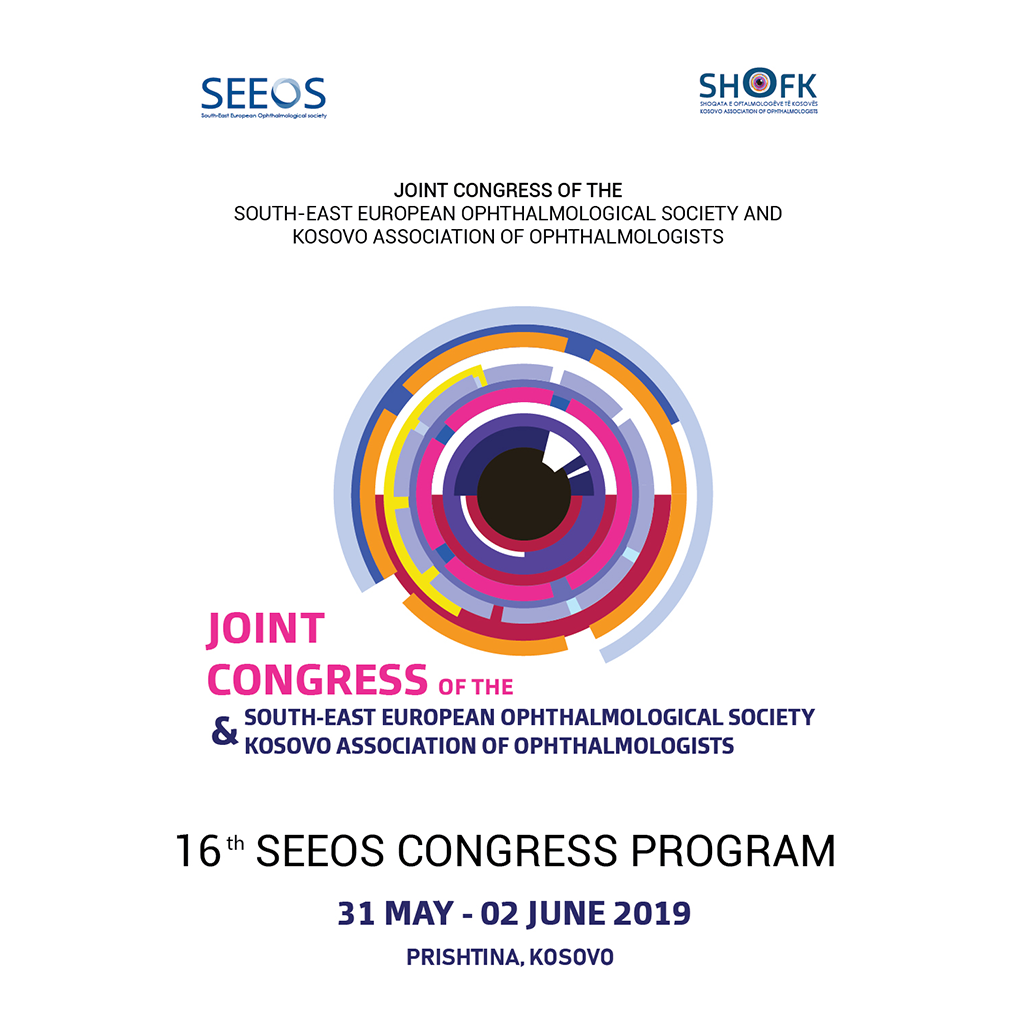 SEEOS
South-East European Ophthalmological society
SHOFK
SHOQATA E OFTALMOLOGËVE TË KOSOVËS
KOSOVO ASSOCIATION OF OPHTHALMOLOGISTS
JOINT CONGRESS OF THE
SOUTH-EAST EUROPEAN OPHTHALMOLOGICAL SOCIETY AND
KOSOVO ASSOCIATION OF OPHTHALMOLOGISTS
JOINT
CONGRESS OF THE
& SOUTH-EAST EUROPEAN OPHTHALMOLOGICAL SOCIETY
KOSOVO ASSOCIATION OF OPHTHALMOLOGISTS
16th SEEOS CONGRESS PROGRAM
31 MAY - 02 JUNE 2019
PRISHTINA, KOSOVO